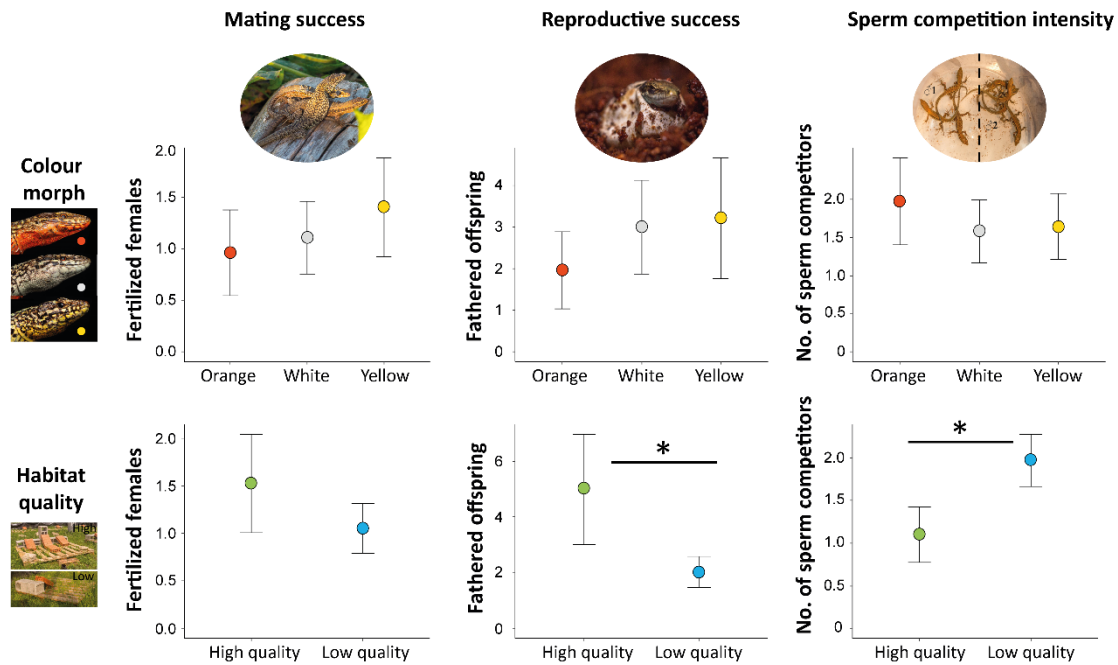 Mating success
Reproductive success
Sperm competition intensity
♂1
♂2
Colour
morph
Fertilized females
2.0
1.5
1.0
0.5
0.0
Orange
White
Yellow
Fathered offspring
4
3
2
1
0
Orange
White
Yellow
No. of sperm competitors
2.0
1.5
1.0
0.5
0
Orange
White
Yellow
Habitat
quality
High
Low
Fertilized females
2.0
1.5
1.0
0.5
0.0
High quality
Low quality
Fathered offspring
6
4
2
0
*
High quality
Low quality
No. of sperm competitors
2.0
1.5
1.0
0.5
0.0
*
High quality
Low quality